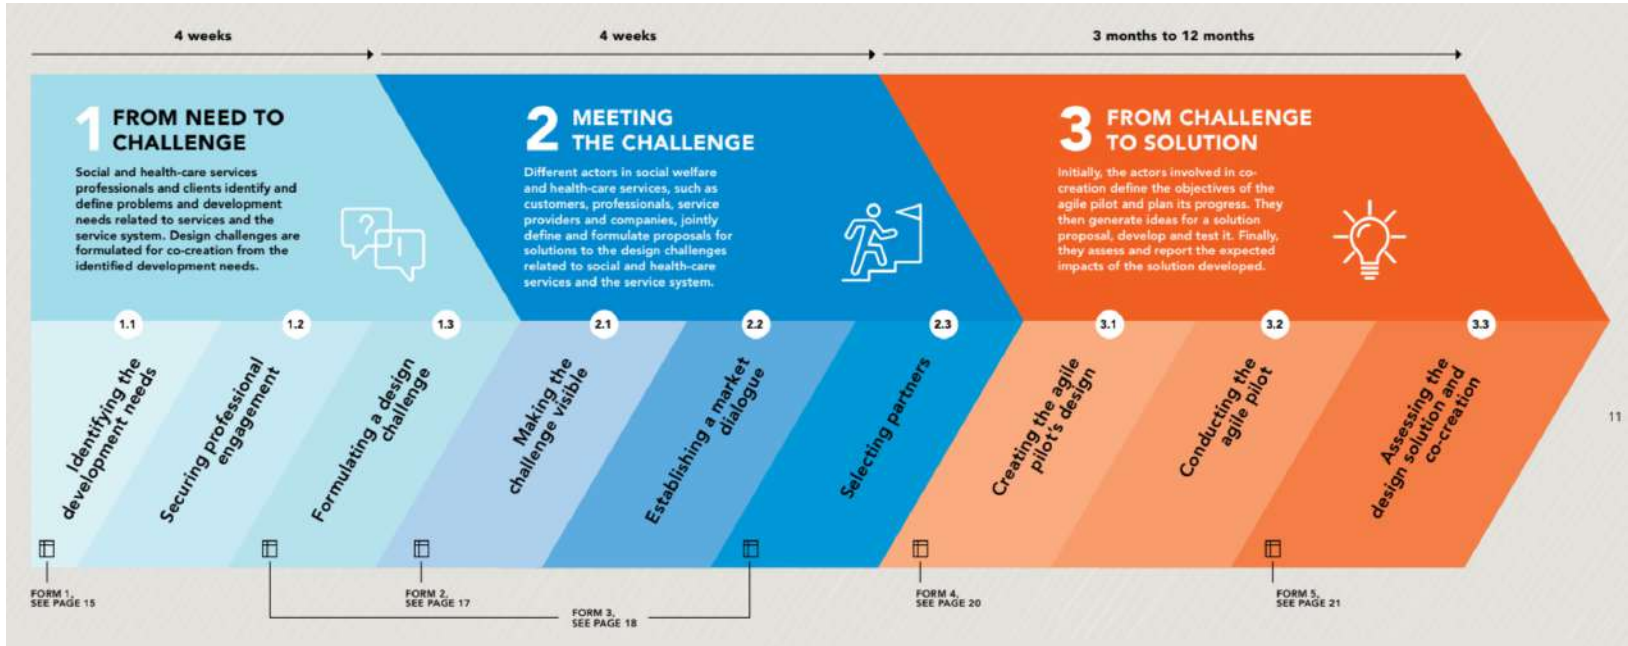 4 weeks
4 weeks
3 months to 12 months
1
FROM NEED TO
CHALLENGE
Social and health-care services
professionals and clients identify and
define problems and development
needs related to services and the
service system. Design challenges are
formulated for co-creation from the
identified development needs.
?
!
2
MEETING
THE CHALLENGE
Different actors in social welfare
and health-care services, such as
customers, professionals, service
providers and companies, jointly
define and formulate proposals for
solutions to the design challenges
related to social and health-care
services and the service system.
3
FROM CHALLENGE
TO SOLUTION
Initially, the actors involved in co-
creation define the objectives of the
agile pilot and plan its progress. They
then generate ideas for a solution
proposal, develop and test it. Finally,
they assess and report the expected
impacts of the solution developed.
1.1
Identifying the
development needs
1.2
Securing professional
engagement
1.3
Formulating a design
challenge
2.1
Making the
challenge visible
2.2
Establishing a market
dialogue
2.3
Selecting partners
3.1
Creating the agile
pilot's design
3.2
Conducting the
agile pilot
3.3
Assessing the
design solution and
co-creation
11
FORM 1,
SEE PAGE 15
FORM 2,
SEE PAGE 17
FORM 3,
SEE PAGE 18
FORM 4,
SEE PAGE 20
FORM 5,
SEE PAGE 21